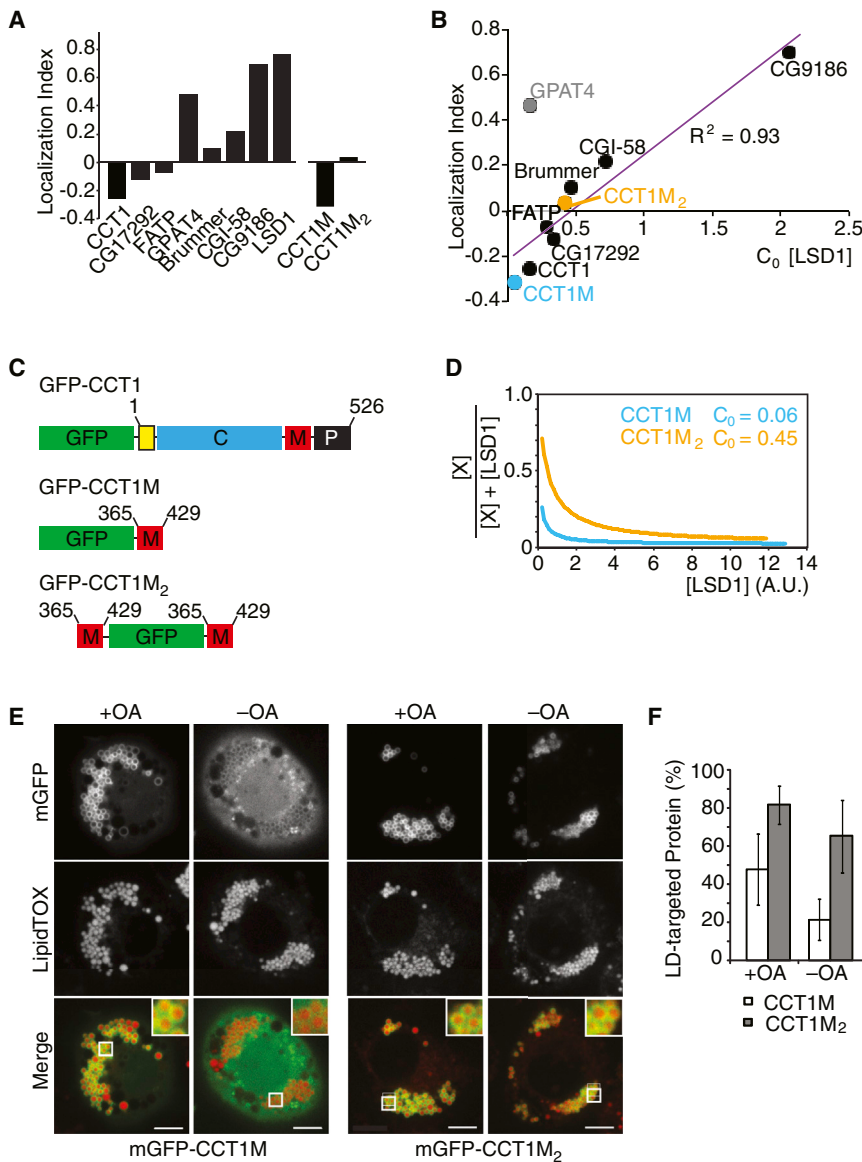 A
Localization Index
0.8
0.6
0.4
0.2
0
-0.2
-0.4
CCT1
CG17292
FATP
GPAT4
Brummer
CGI-58
CG9186
LSD1
CCT1M
CCT1M2
B
Localization Index
0.8
0.6
0.4
0.2
0
-0.2
-0.4
GPAT4
CG9186
R2 = 0.93
CGI-58
Brummer
CCT1M2
FATP
0.5
1
1.5
2
2.5
CG17292
C0 [LSD1]
CCT1
CCT1M
C
GFP-CCT1
1
526
GFP
C
M
P
GFP-CCT1M
365
429
GFP
M
GFP-CCT1M2
365
429
365
429
M
GFP
M
D
[X]
[X] + [LSD1]
1.0
0.5
0
CCT1M C0 = 0.06
CCT1M2 C0 = 0.45
0 2 4 6 8 10 12 14
[LSD1] (A.U.)
E
+OA
–OA
+OA
–OA
mGFP
LipidTOX
Merge
mGFP-CCT1M
mGFP-CCT1M2
F
LD-targeted Protein (%)
100
80
60
40
20
0
+OA
–OA
CCT1M
CCT1M2